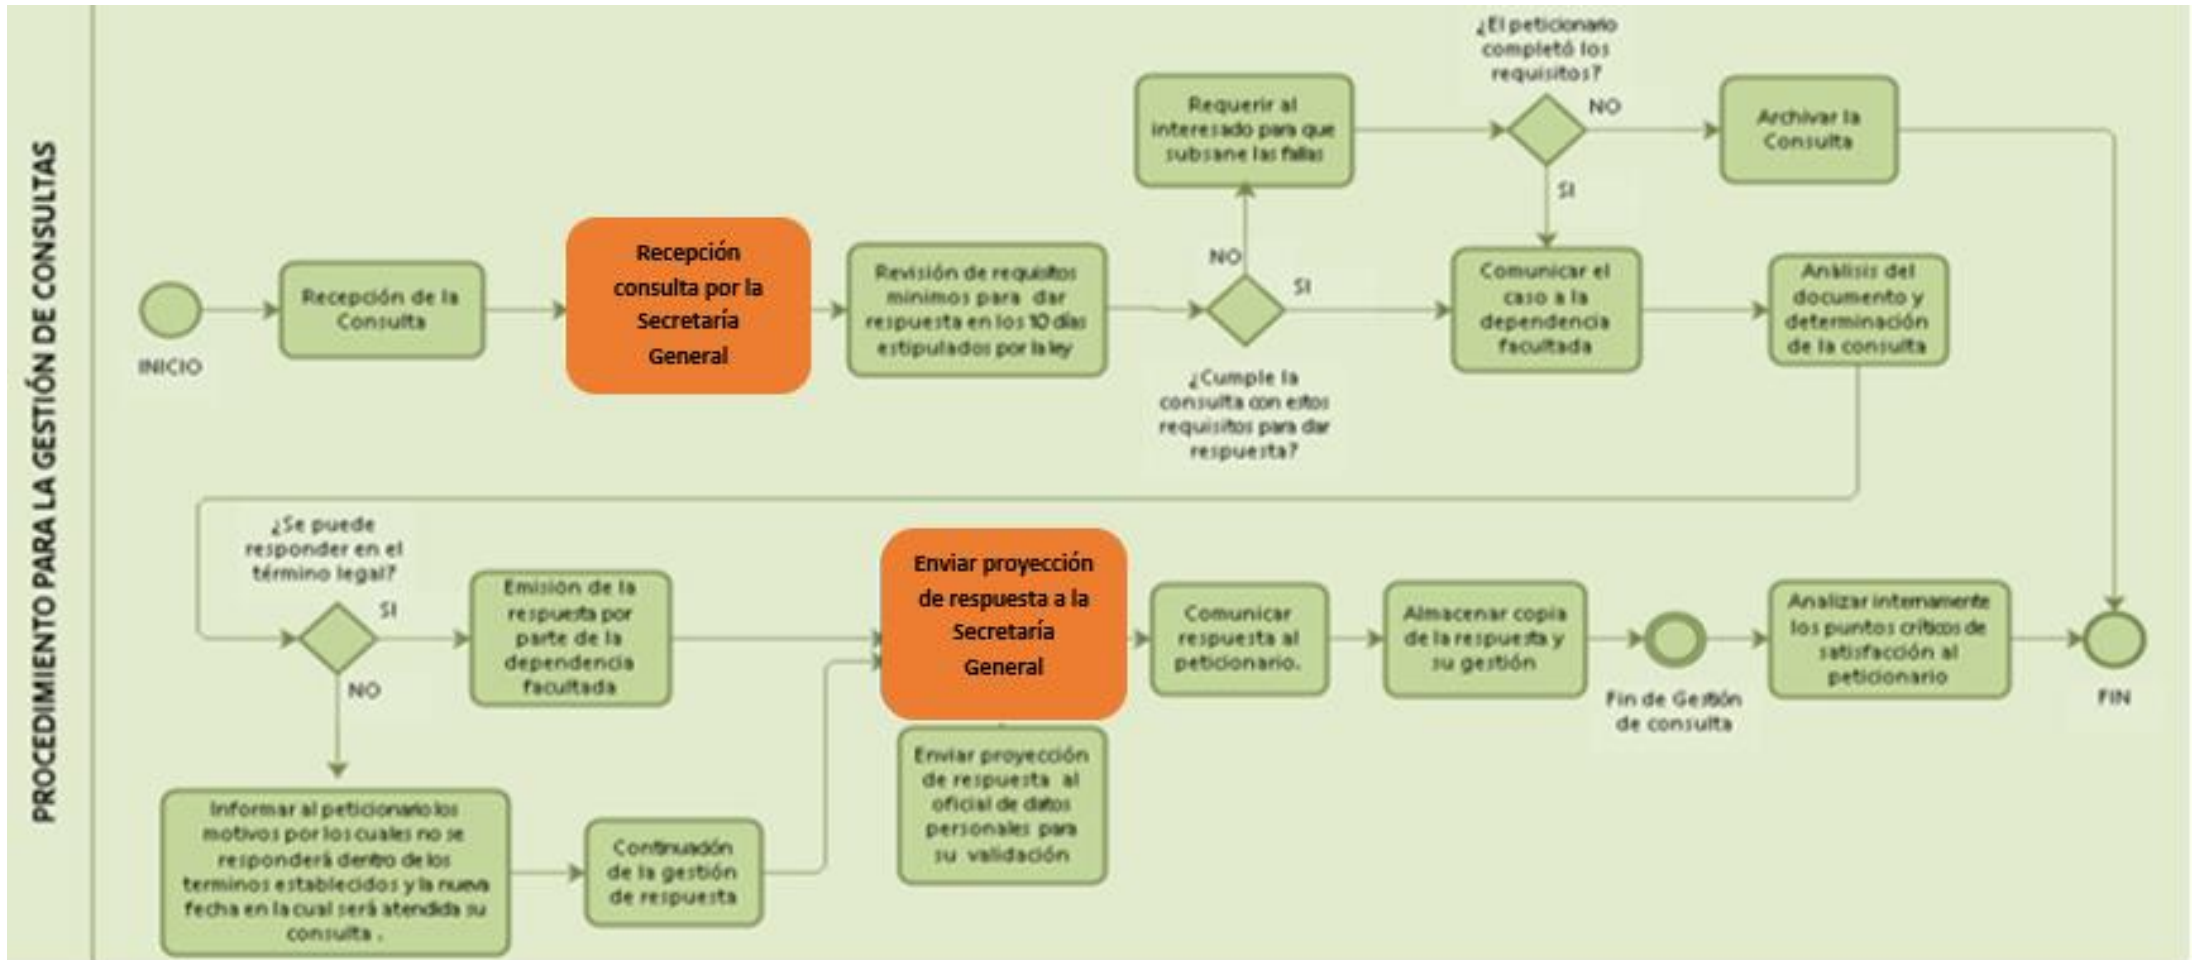 PROCEDIMIENTO PARA LA GESTIÓN DE CONSULTAS
INICIO
Recepción de la
Consulta
Recepción
consulta por la
Secretaría
General
Revisión de requisitos
mínimos para dar
respuesta en los 10 días
estipulados por la ley
¿Cumple la
consulta con estos
requisitos para dar
respuesta?
NO
SI
Requerir al
interesado para que
subsane las fallas
¿El peticionario
completó los
requisitos?
NO
SI
Archivar la
Consulta
Comunicar el
caso a la
dependencia
facultada
Análisis del
documento y
determinación
de la consulta
¿Se puede
responder en el
término legal?
SI
NO
Emisión de la
respuesta por
parte de la
dependencia
facultada
Informar al peticionario los
motivos por los cuales no se
responderá dentro de los
terminos establecidos y la nueva
fecha en la cual será atendida su
consulta .
Continuación
de la gestión
de respuesta
Enviar proyección
de respuesta a la
Secretaría
General
Enviar proyección
de respuesta al
oficial de datos
personales para
su validación
Comunicar
respuesta al
peticionario.
Almacenar copia
de la respuesta y
su gestión
Fin de Gestión
de consulta
Analizar internamente
los puntos críticos de
satisfacción al
peticionario
FIN